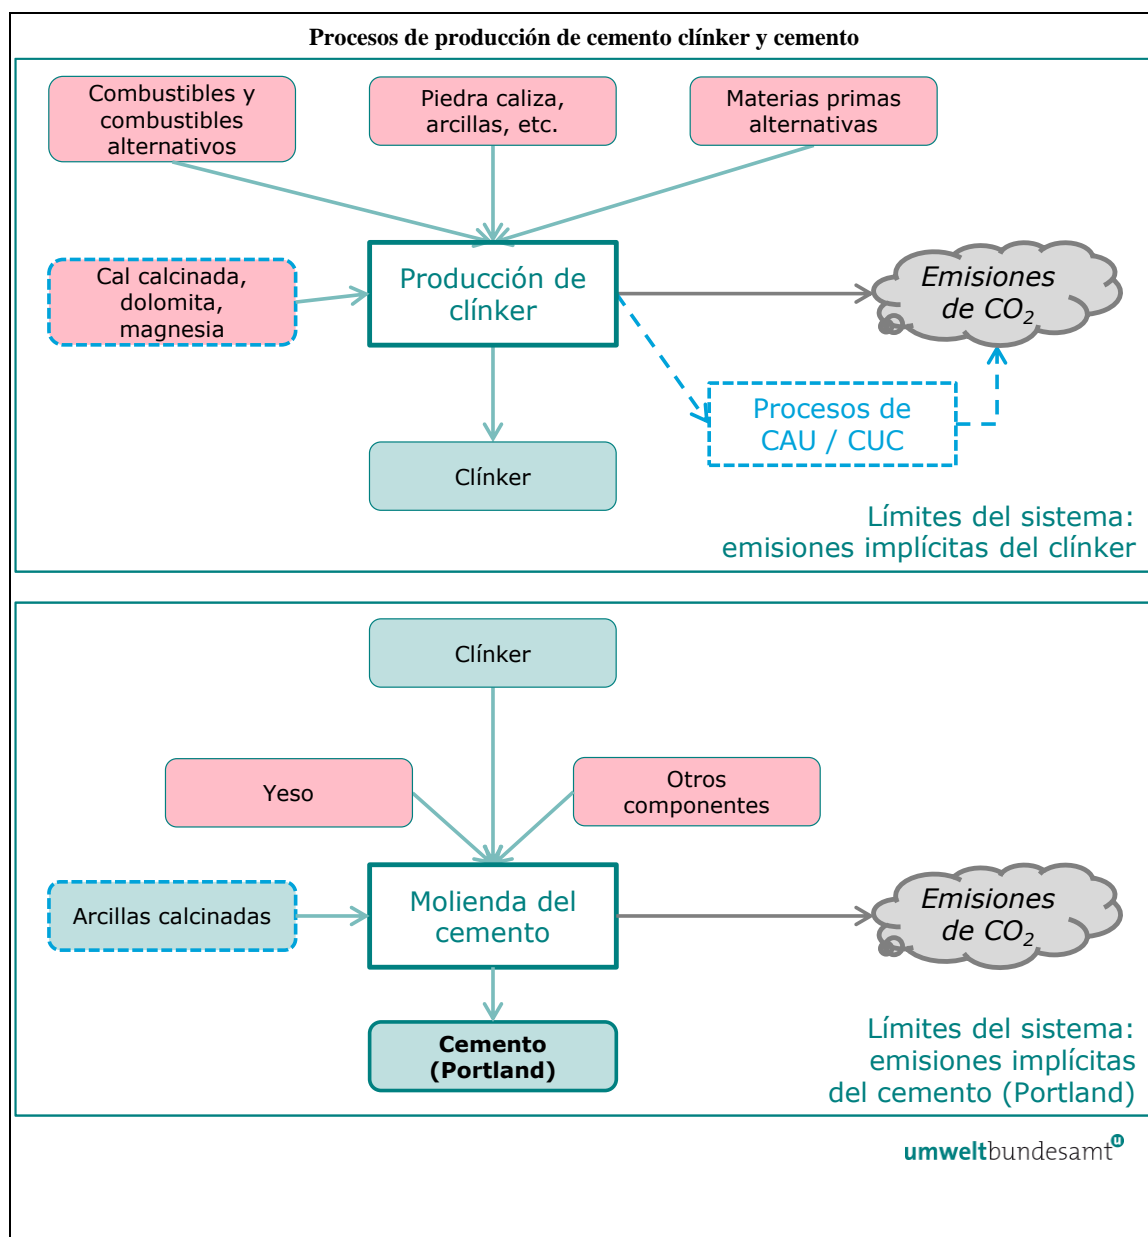 Procesos de producción de cemento clínker y cemento
Combustibles y
combustibles
alternativos
Piedra caliza,
arcillas, etc.
Materias primas
alternativas
Cal calcinada,
dolomita,
magnesia
Producción de
clínker
Emisiones
de CO₂
Procesos de
CAU / CUC
Clínker
Límites del sistema:
emisiones implícitas del clínker
Clínker
Yeso
Otros
componentes
Arcillas calcinadas
Molienda del
cemento
Emisiones
de CO₂
Cemento
(Portland)
Límites del sistema:
emisiones implícitas
del cemento (Portland)
umweltbundesamt
u